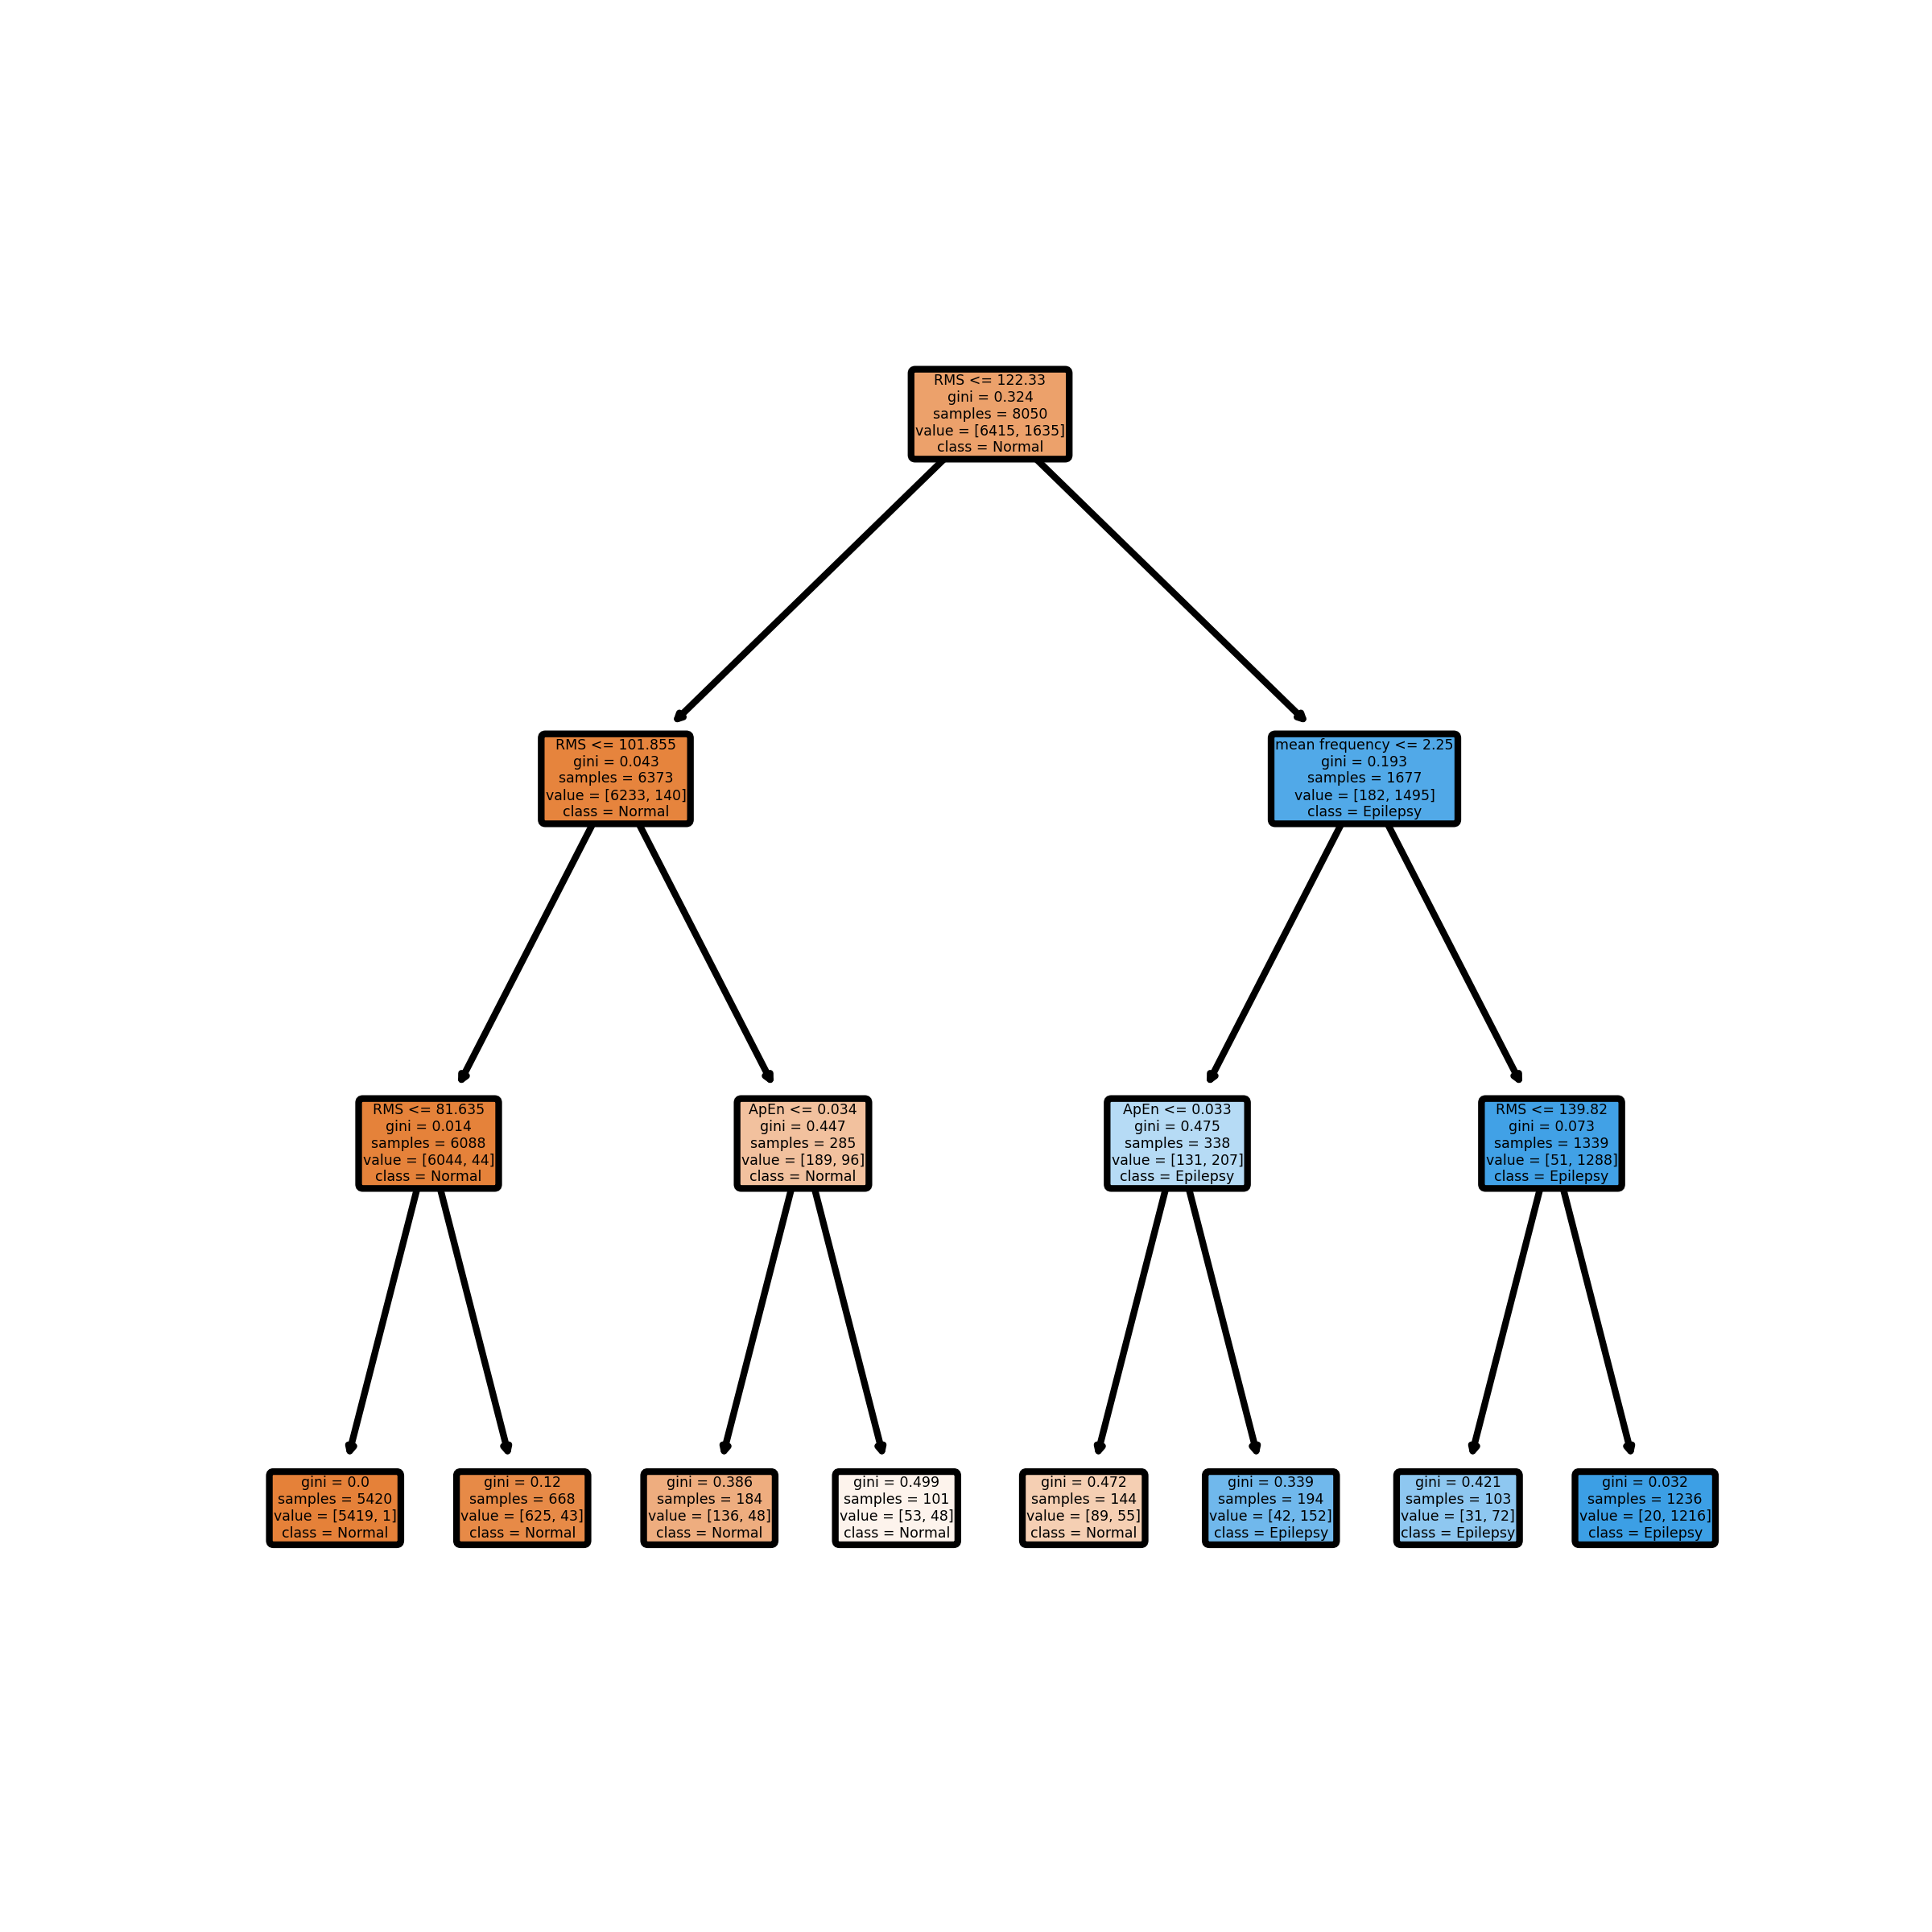 RMS <= 122.33
gini = 0.324
samples = 8050
value = [6415, 1635]
class = Normal
RMS <= 101.855
gini = 0.043
samples = 6373
value = [6233, 140]
class = Normal
mean frequency <= 2.25
gini = 0.193
samples = 1677
value = [182, 1495]
class = Epilepsy
RMS <= 81.635
gini = 0.014
samples = 6088
value = [6044, 44]
class = Normal
ApEn <= 0.034
gini = 0.447
samples = 285
value = [189, 96]
class = Normal
ApEn <= 0.033
gini = 0.475
samples = 338
value = [131, 207]
class = Epilepsy
RMS <= 139.82
gini = 0.073
samples = 1339
value = [51, 1288]
class = Epilepsy
gini = 0.0
samples = 5420
value = [5419, 1]
class = Normal
gini = 0.12
samples = 668
value = [625, 43]
class = Normal
gini = 0.386
samples = 184
value = [136, 48]
class = Normal
gini = 0.499
samples = 101
value = [53, 48]
class = Normal
gini = 0.472
samples = 144
value = [89, 55]
class = Normal
gini = 0.339
samples = 194
value = [42, 152]
class = Epilepsy
gini = 0.421
samples = 103
value = [31, 72]
class = Epilepsy
gini = 0.032
samples = 1236
value = [20, 1216]
class = Epilepsy